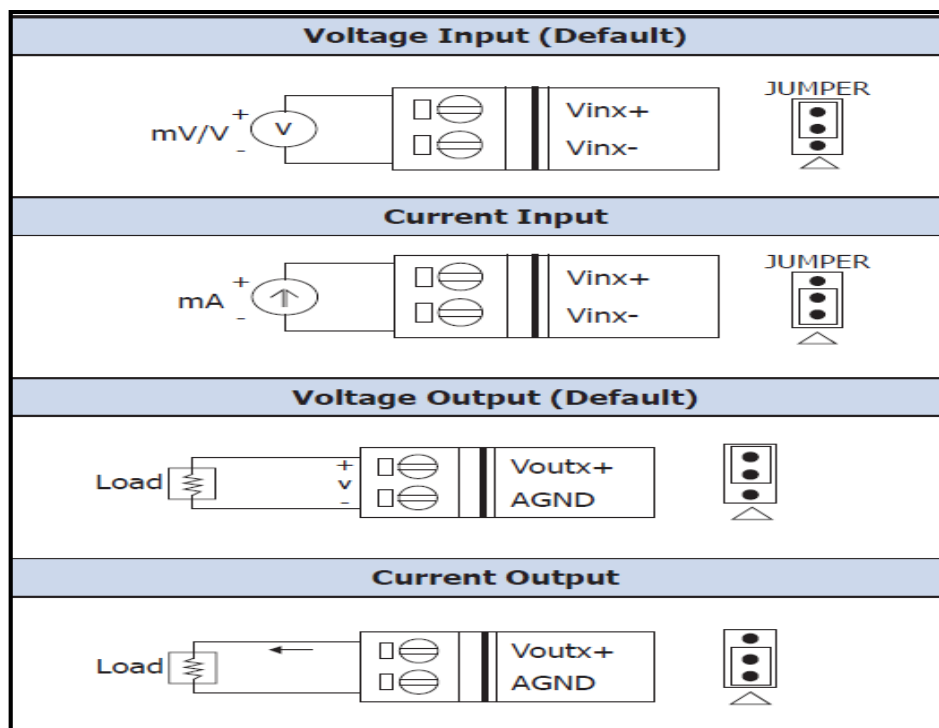 Voltage Input (Default)
JUMPER
+
mV/V
V
-
Vinx+
Vinx-
Current Input
JUMPER
+
mA
-
Vinx+
Vinx-
Voltage Output (Default)
Load
+
v
-
Voutx+
AGND
Current Output
Load
Voutx+
AGND